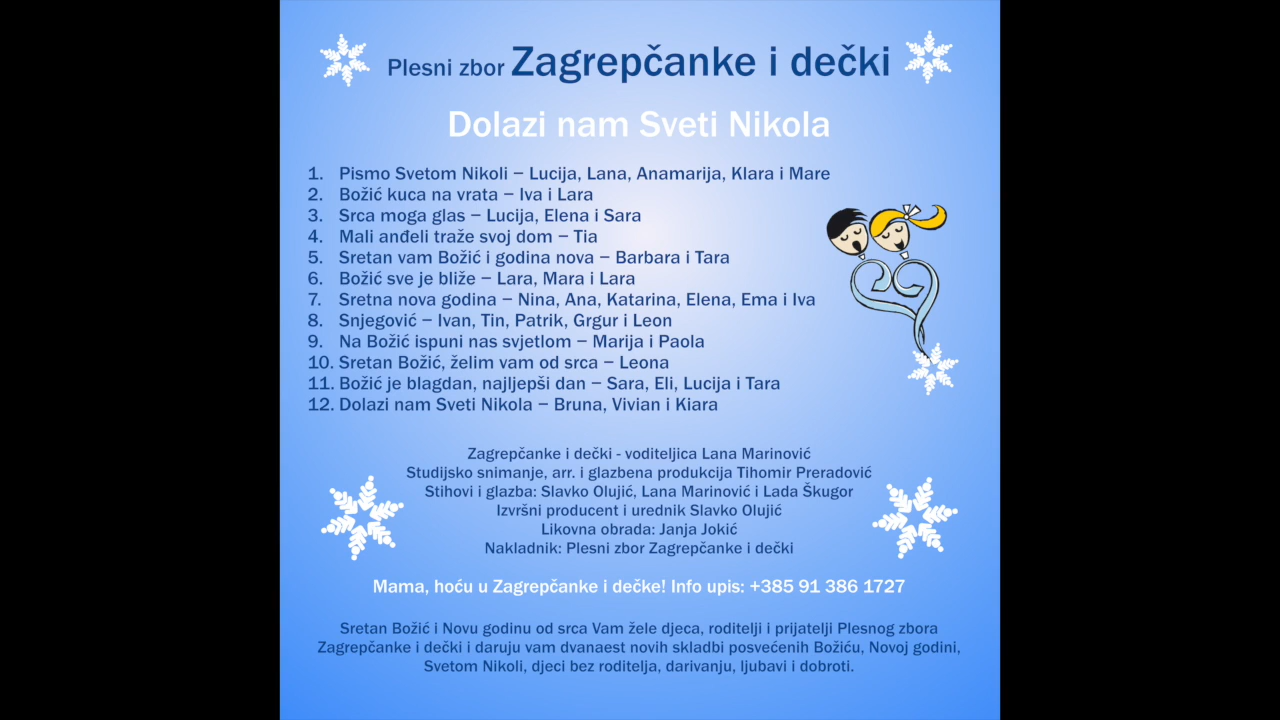 Plesni zbor Zagrepčanke i dečki
Dolazi nam Sveti Nikola
1. Pismo Svetom Nikoli – Lucija, Lana, Anamarija, Klara i Mare
2. Božić kuca na vrata – Iva i Lara
3. Srca moga glas – Lucija, Elena i Sara
4. Mali anđeli traže svoj dom – Tia
5. Sretan vam Božić i godina nova – Barbara i Tara
6. Božić sve je bliže – Lara, Mara i Lara
7. Sretna nova godina – Nina, Ana, Katarina, Elena, Ema i Iva
8. Snjegović – Ivan, Tin, Patrik, Grgur i Leon
9. Na Božić ispuni nas svjetlom – Marija i Paola
10. Sretan Božić, želim vam od srca – Leona
11. Božić je blagdan, najljepši dan – Sara, Eli, Lucija i Tara
12. Dolazi nam Sveti Nikola – Bruna, Vivian i Kiara
Zagrepčanke i dečki - voditeljica Lana Marinović
Studijsko snimanje, arr. i glazbena produkcija Tihomir Preradović
Stihovi i glazba: Slavko Olujić, Lana Marinović i Lada Škugor
Izvršni producent i urednik Slavko Olujić
Likovna obrada: Janja Jokić
Nakladnik: Plesni zbor Zagrepčanke i dečki
Mama, hoću u Zagrepčanke i dečke! Info upis: +385 91 386 1727
Sretan Božić i Novu godinu od srca Vam žele djeca, roditelji i prijatelji Plesnog zbora
Zagrepčanke i dečki i daruju vam dvanaest novih skladbi posvećenih Božiću, Novoj godini,
Svetom Nikoli, djeci bez roditelja, darivanju, ljubavi i dobroti.